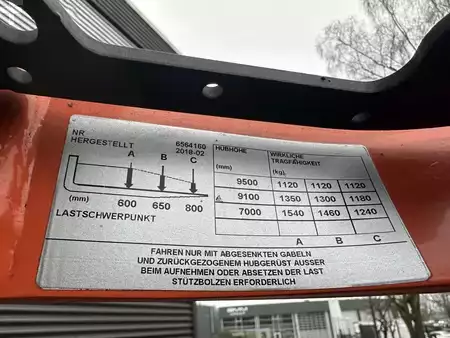 NR 6564160
HERGESTELLT 2018-02
A B C
(mm) 600 650 800
LASTSCHWERPUNKT
HUBHÖHE WIRKLICHE TRAGFÄHIGKEIT
(mm) (kg)
9500 1120 1120 1120
9100 1350 1300 1180
7000 1540 1460 1240
A B C
FAHREN NUR MIT ABGESENKTEN GABELN
UND ZURÜCKGEZOGENEM HUBGERÜST AUSSER
BEIM AUFNEHMEN ODER ABSETZEN DER LAST
STÜTZBOLZEN ERFORDERLICH